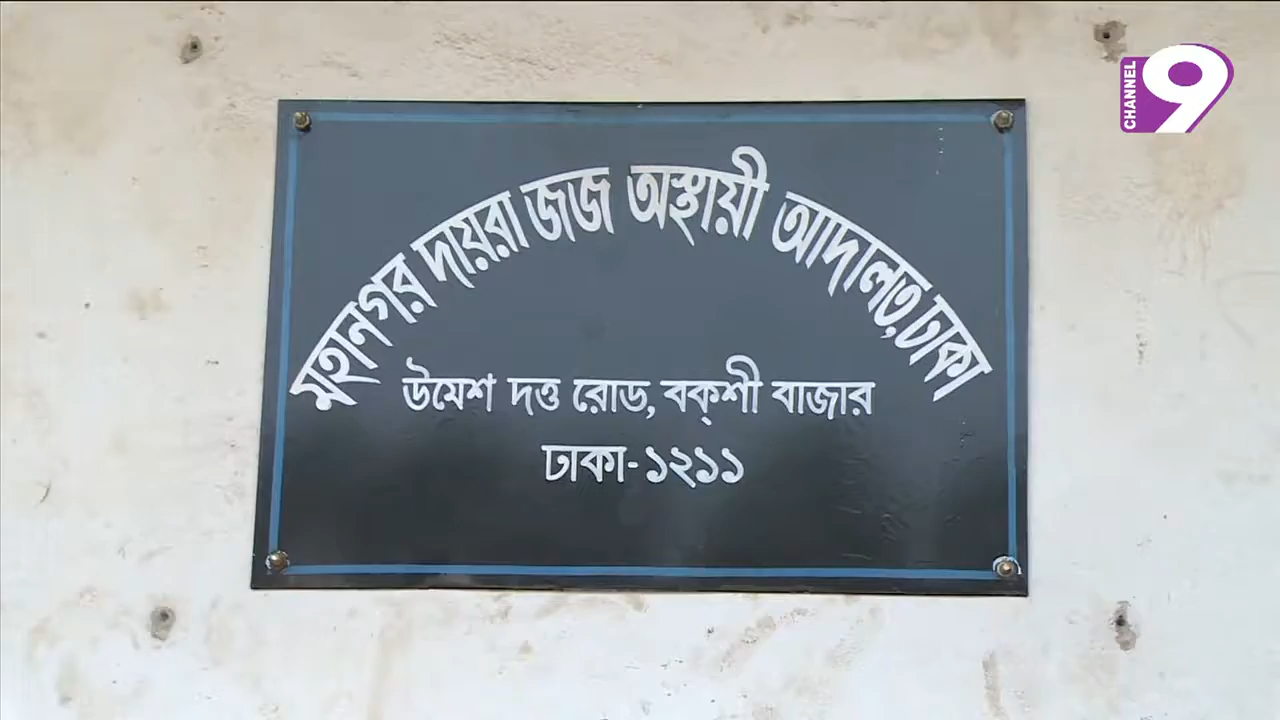 মহানগর দায়রা জজ অস্থায়ী আদালত, ঢাকা
উমেশ দত্ত রোড, বক্‌শী বাজার
ঢাকা-১২১১
CHANNEL 9